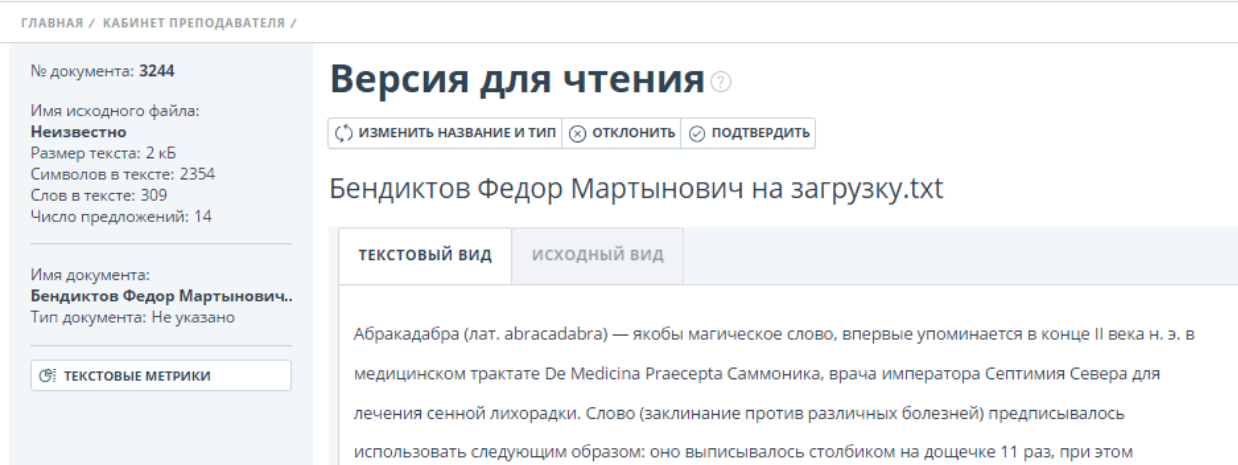 ГЛАВНАЯ / КАБИНЕТ ПРЕПОДАВАТЕЛЯ /
№ документа: 3244
Имя исходного файла:
Неизвестно
Размер текста: 2 кБ
Символов в тексте: 2354
Слов в тексте: 309
Число предложений: 14
Имя документа:
Бендиктов Федор Мартынович..
Тип документа: Не указано
ТЕКСТОВЫЕ МЕТРИКИ
Версия для чтения ?
ИЗМЕНИТЬ НАЗВАНИЕ И ТИП ОТКЛОНИТЬ ПОДТВЕРДИТЬ
Бендиктов Федор Мартынович на загрузку.txt
ТЕКСТОВЫЙ ВИД ИСХОДНЫЙ ВИД
Абракадабра (лат. abracadabra) — якобы магическое слово, впервые упоминается в конце II века н. э. в
медицинском трактате De Medicina Praecepta Саммоника, врача императора Септимия Севера для
лечения сенной лихорадки. Слово (заклинание против различных болезней) предписывалось
использовать следующим образом: оно выписывалось столбиком на дощечке 11 раз, при этом